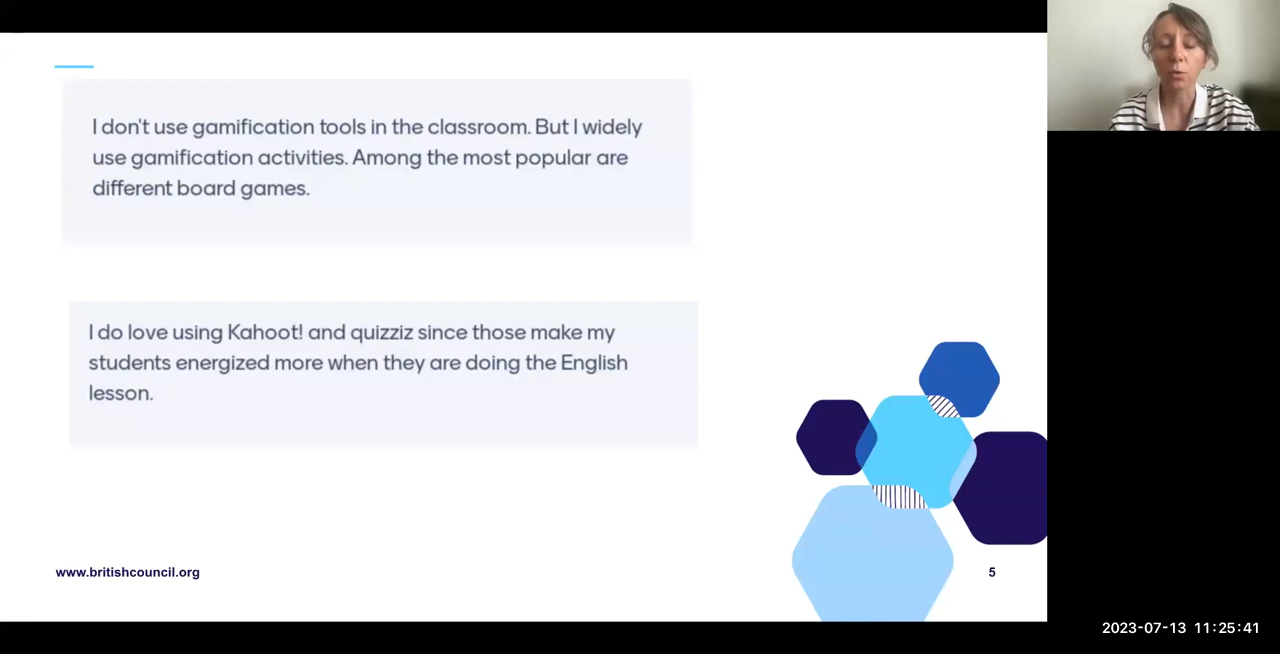 I don't use gamification tools in the classroom. But I widely
use gamification activities. Among the most popular are
different board games.
I do love using Kahoot! and quizziz since those make my
students energized more when they are doing the English
lesson.
www.britishcouncil.org
5
2023-07-13 11:25:41